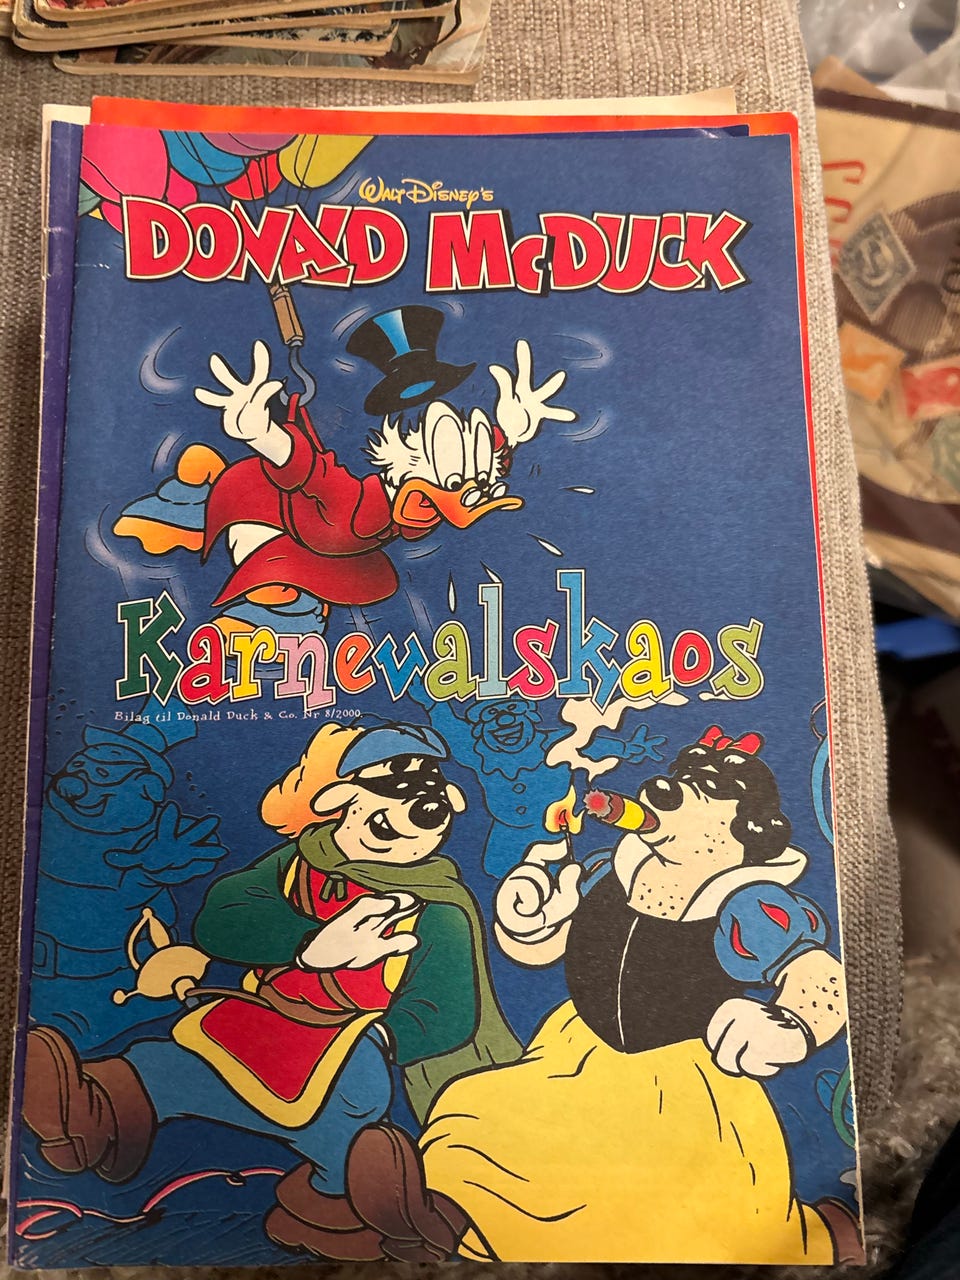 Walt Disney's
DONALD McDUCK
Karnevalskaos
Bilag til Donald Duck & Co. Nr 8/2000.